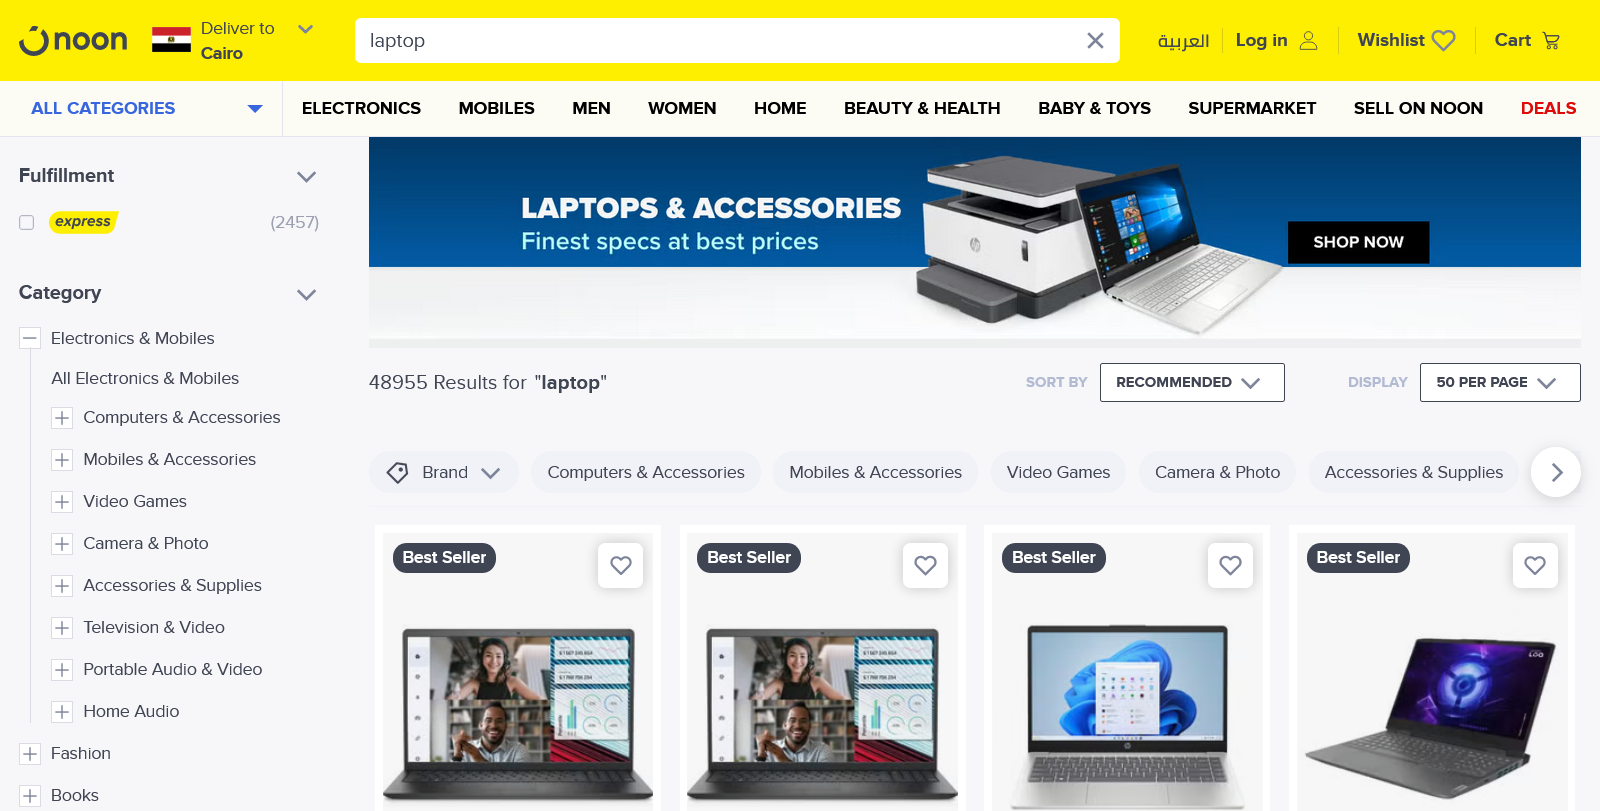 noon
Deliver to
Cairo
laptop
العربية
Log in
Wishlist
Cart
ALL CATEGORIES
ELECTRONICS
MOBILES
MEN
WOMEN
HOME
BEAUTY & HEALTH
BABY & TOYS
SUPERMARKET
SELL ON NOON
DEALS
Fulfillment
express (2457)
Category
Electronics & Mobiles
All Electronics & Mobiles
Computers & Accessories
Mobiles & Accessories
Video Games
Camera & Photo
Accessories & Supplies
Television & Video
Portable Audio & Video
Home Audio
Fashion
Books
LAPTOPS & ACCESSORIES
Finest specs at best prices
hp
SHOP NOW
48955 Results for "laptop"
SORT BY
RECOMMENDED
DISPLAY
50 PER PAGE
Brand
Computers & Accessories
Mobiles & Accessories
Video Games
Camera & Photo
Accessories & Supplies
Best Seller
Best Seller
Best Seller
Best Seller
LOQ